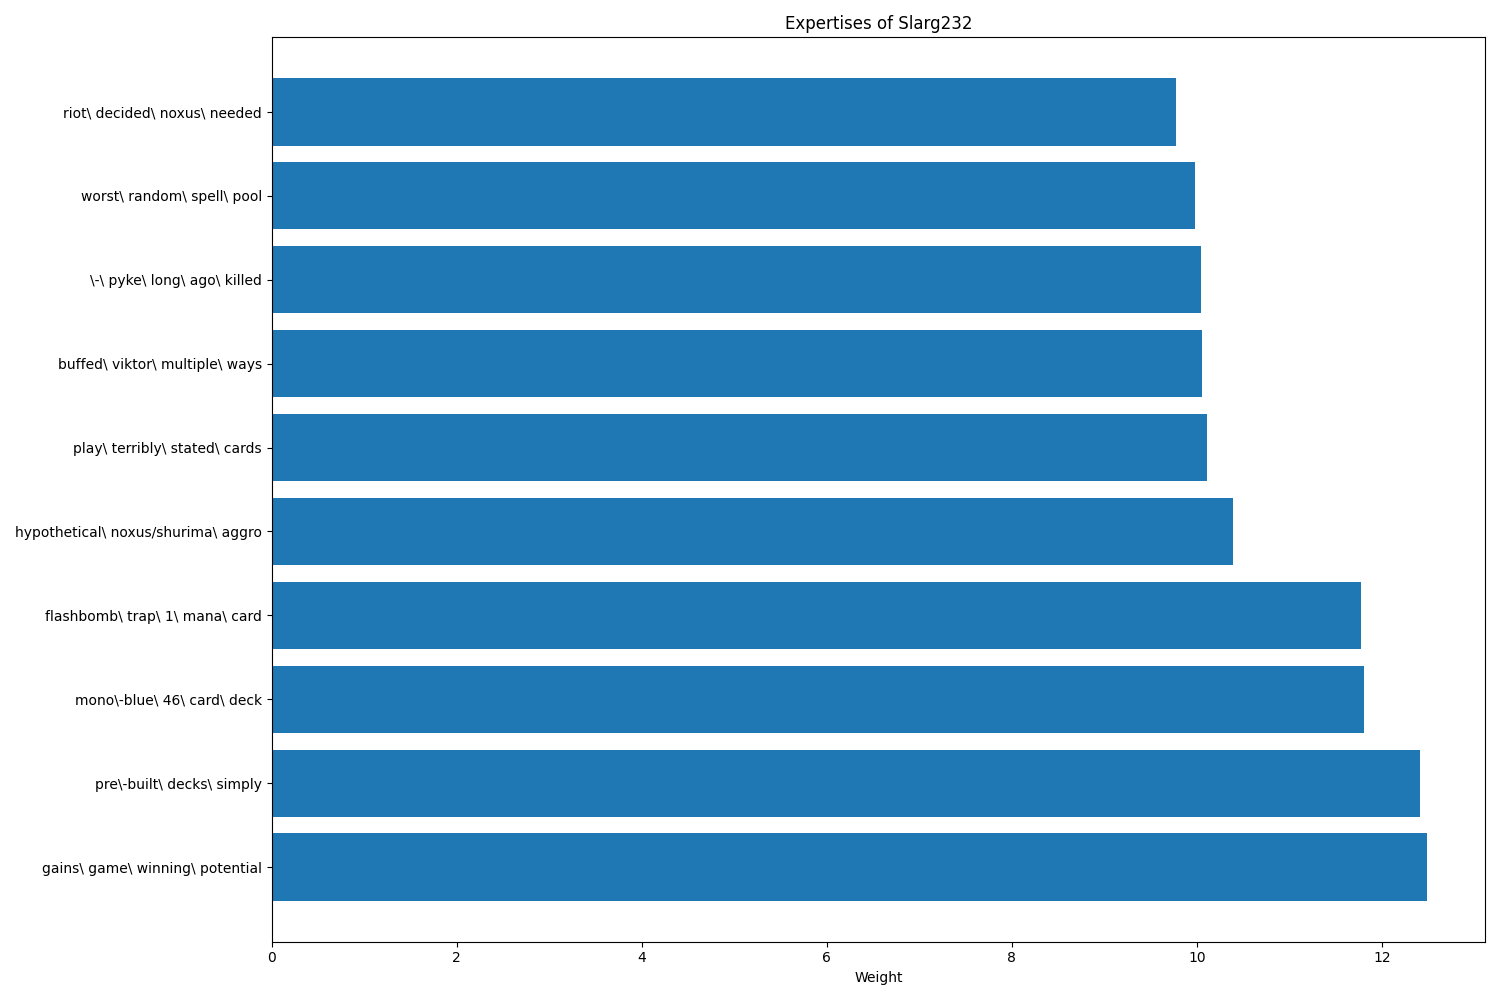 Expertises of Slarg232
riot\ decided\ noxus\ needed
worst\ random\ spell\ pool
\-\ pyke\ long\ ago\ killed
buffed\ viktor\ multiple\ ways
play\ terribly\ stated\ cards
hypothetical\ noxus/shurima\ aggro
flashbomb\ trap\ 1\ mana\ card
mono\-blue\ 46\ card\ deck
pre\-built\ decks\ simply
gains\ game\ winning\ potential
0 2 4 6 8 10 12
Weight